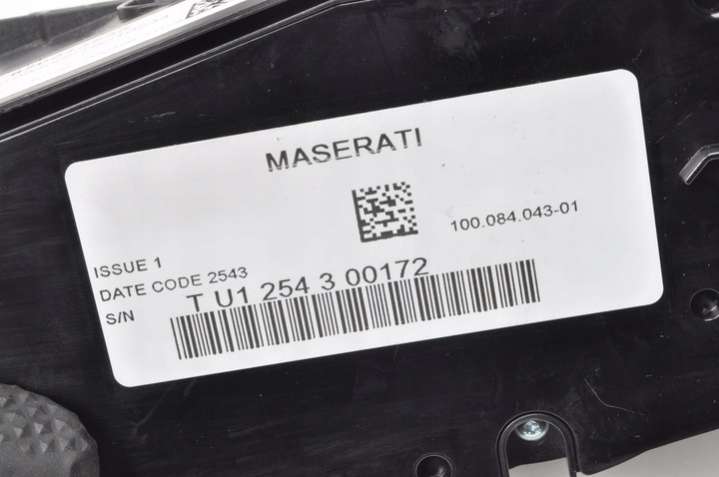 MASERATI
100.084.043-01
ISSUE 1
DATE CODE 2543
S/N
T U1 254 3 00172